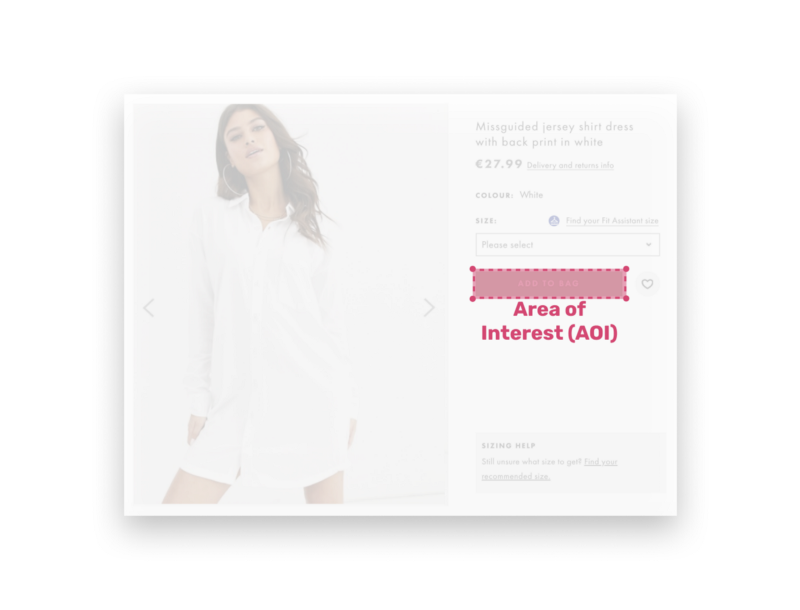 Missguided jersey shirt dress
with back print in white
€27.99 Delivery and returns info
COLOUR: White
SIZE: Find your Fit Assistant size
Please select
ADD TO BAG
Area of
Interest (AOI)
SIZING HELP
Still unsure what size to get? Find your
recommended size.